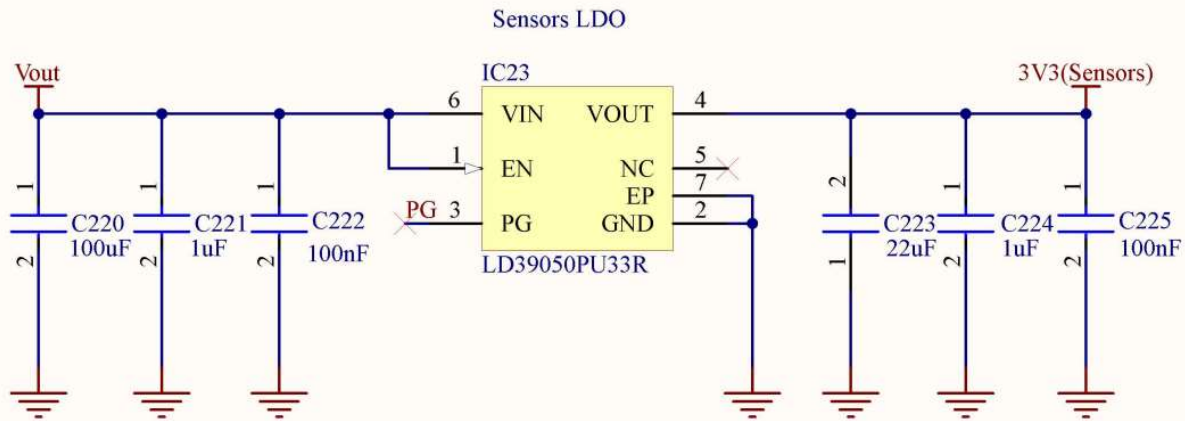 Sensors LDO
Vout
IC23
3V3(Sensors)
6
VIN
VOUT
4
1
EN
NC
5
EP
7
PG
3
PG
GND
2
LD39050PU33R
1
C220
100uF
2
1
C221
1uF
2
1
C222
100nF
2
2
C223
22uF
1
1
C224
1uF
2
1
C225
100nF
2